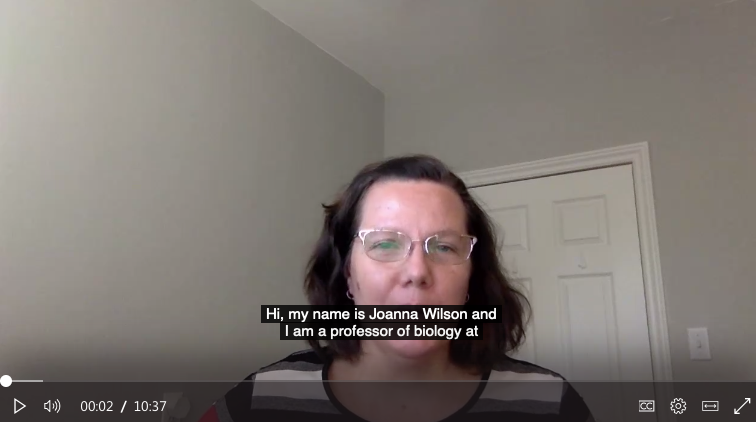 Hi, my name is Joanna Wilson and
I am a professor of biology at
00:02 / 10:37
CC